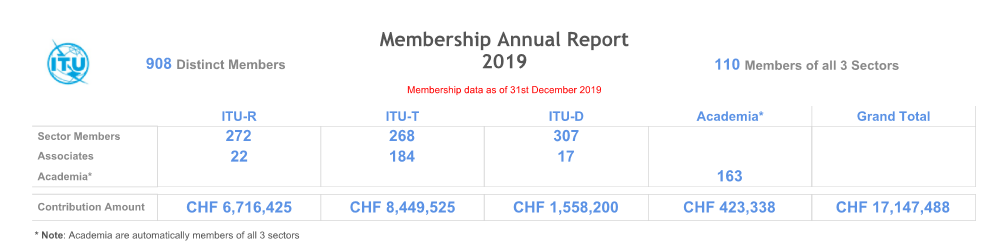 Membership Annual Report
2019
ITU
908 Distinct Members
110 Members of all 3 Sectors
Membership data as of 31st December 2019
ITU-R ITU-T ITU-D Academia* Grand Total
Sector Members 272 268 307
Associates 22 184 17
Academia* 163
Contribution Amount CHF 6,716,425 CHF 8,449,525 CHF 1,558,200 CHF 423,338 CHF 17,147,488
* Note: Academia are automatically members of all 3 sectors